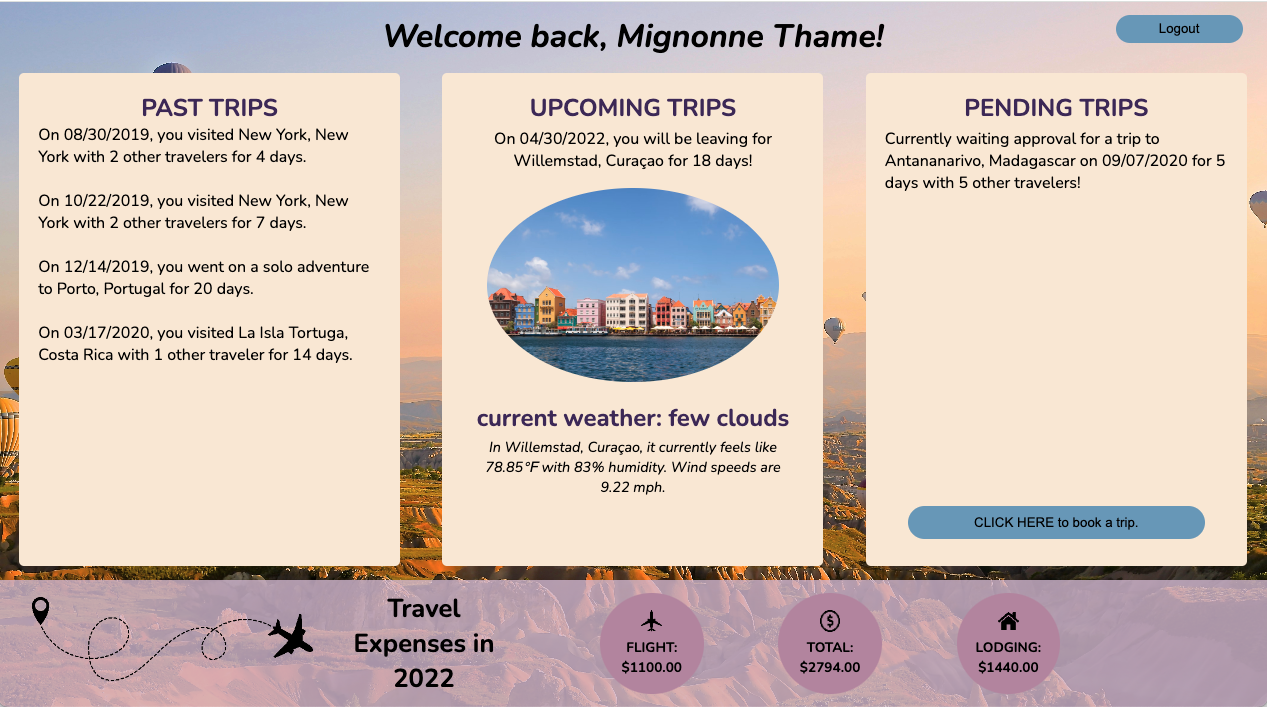 Welcome back, Mignonne Thame!
Logout
PAST TRIPS
On 08/30/2019, you visited New York, New
York with 2 other travelers for 4 days.
On 10/22/2019, you visited New York, New
York with 2 other travelers for 7 days.
On 12/14/2019, you went on a solo adventure
to Porto, Portugal for 20 days.
On 03/17/2020, you visited La Isla Tortuga,
Costa Rica with 1 other traveler for 14 days.
UPCOMING TRIPS
On 04/30/2022, you will be leaving for
Willemstad, Curaçao for 18 days!
current weather: few clouds
In Willemstad, Curaçao, it currently feels like
78.85°F with 83% humidity. Wind speeds are
9.22 mph.
PENDING TRIPS
Currently waiting approval for a trip to
Antananarivo, Madagascar on 09/07/2020 for 5
days with 5 other travelers!
CLICK HERE to book a trip.
Travel
Expenses in
2022
FLIGHT:
$1100.00
TOTAL:
$2794.00
LODGING:
$1440.00